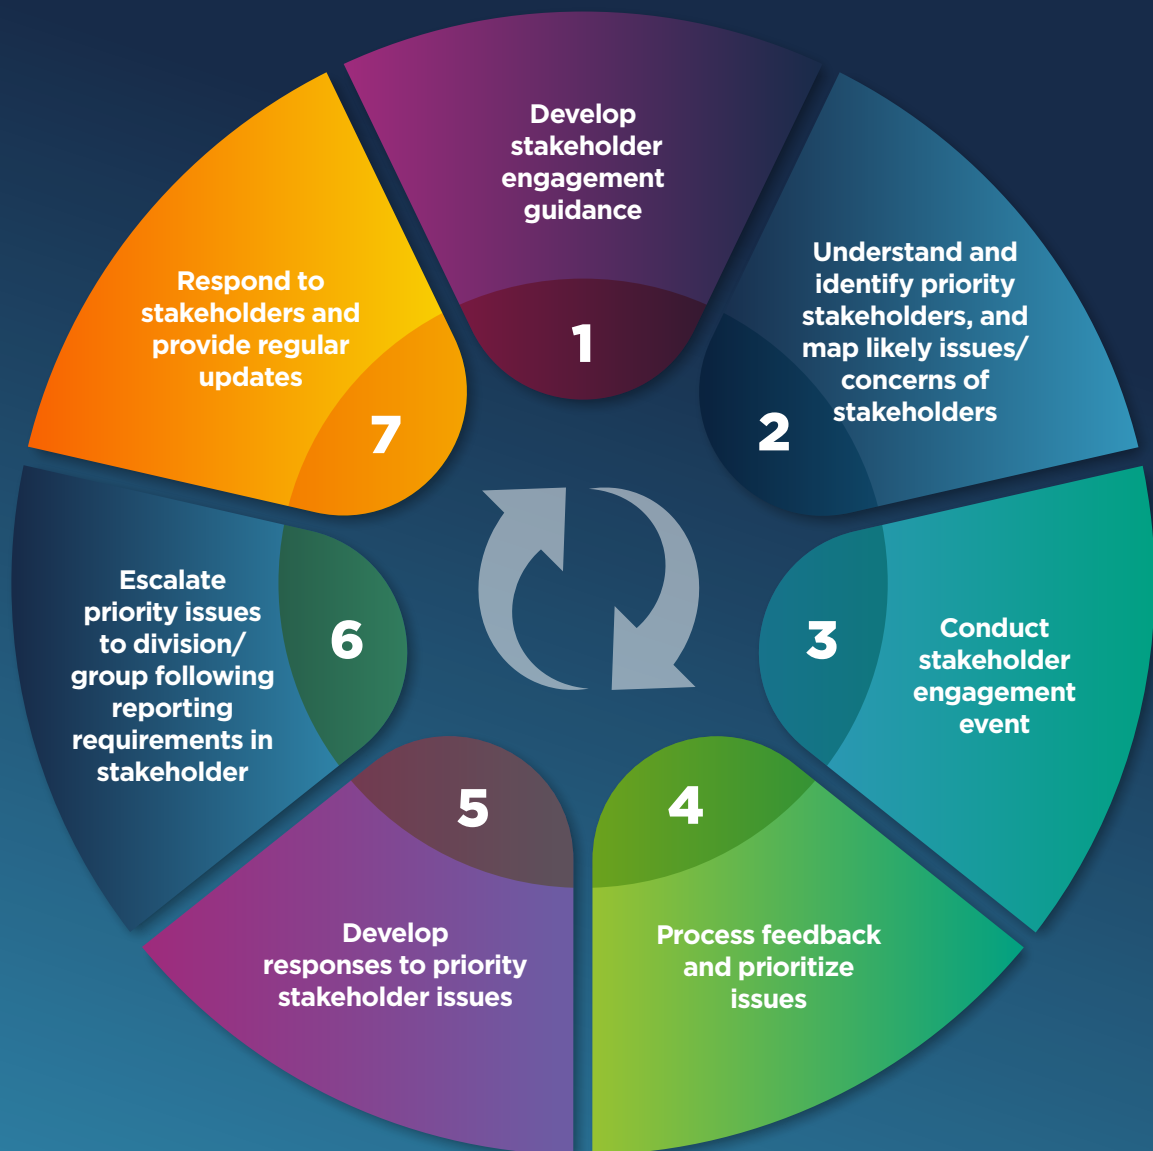 Develop
stakeholder
engagement
guidance
1
Understand and
identify priority
stakeholders, and
map likely issues/
concerns of
stakeholders
2
Conduct
stakeholder
engagement
event
3
Process feedback
and prioritize
issues
4
Develop
responses to priority
stakeholder issues
5
Escalate
priority issues
to division/
group following
reporting
requirements in
stakeholder
6
Respond to
stakeholders and
provide regular
updates
7